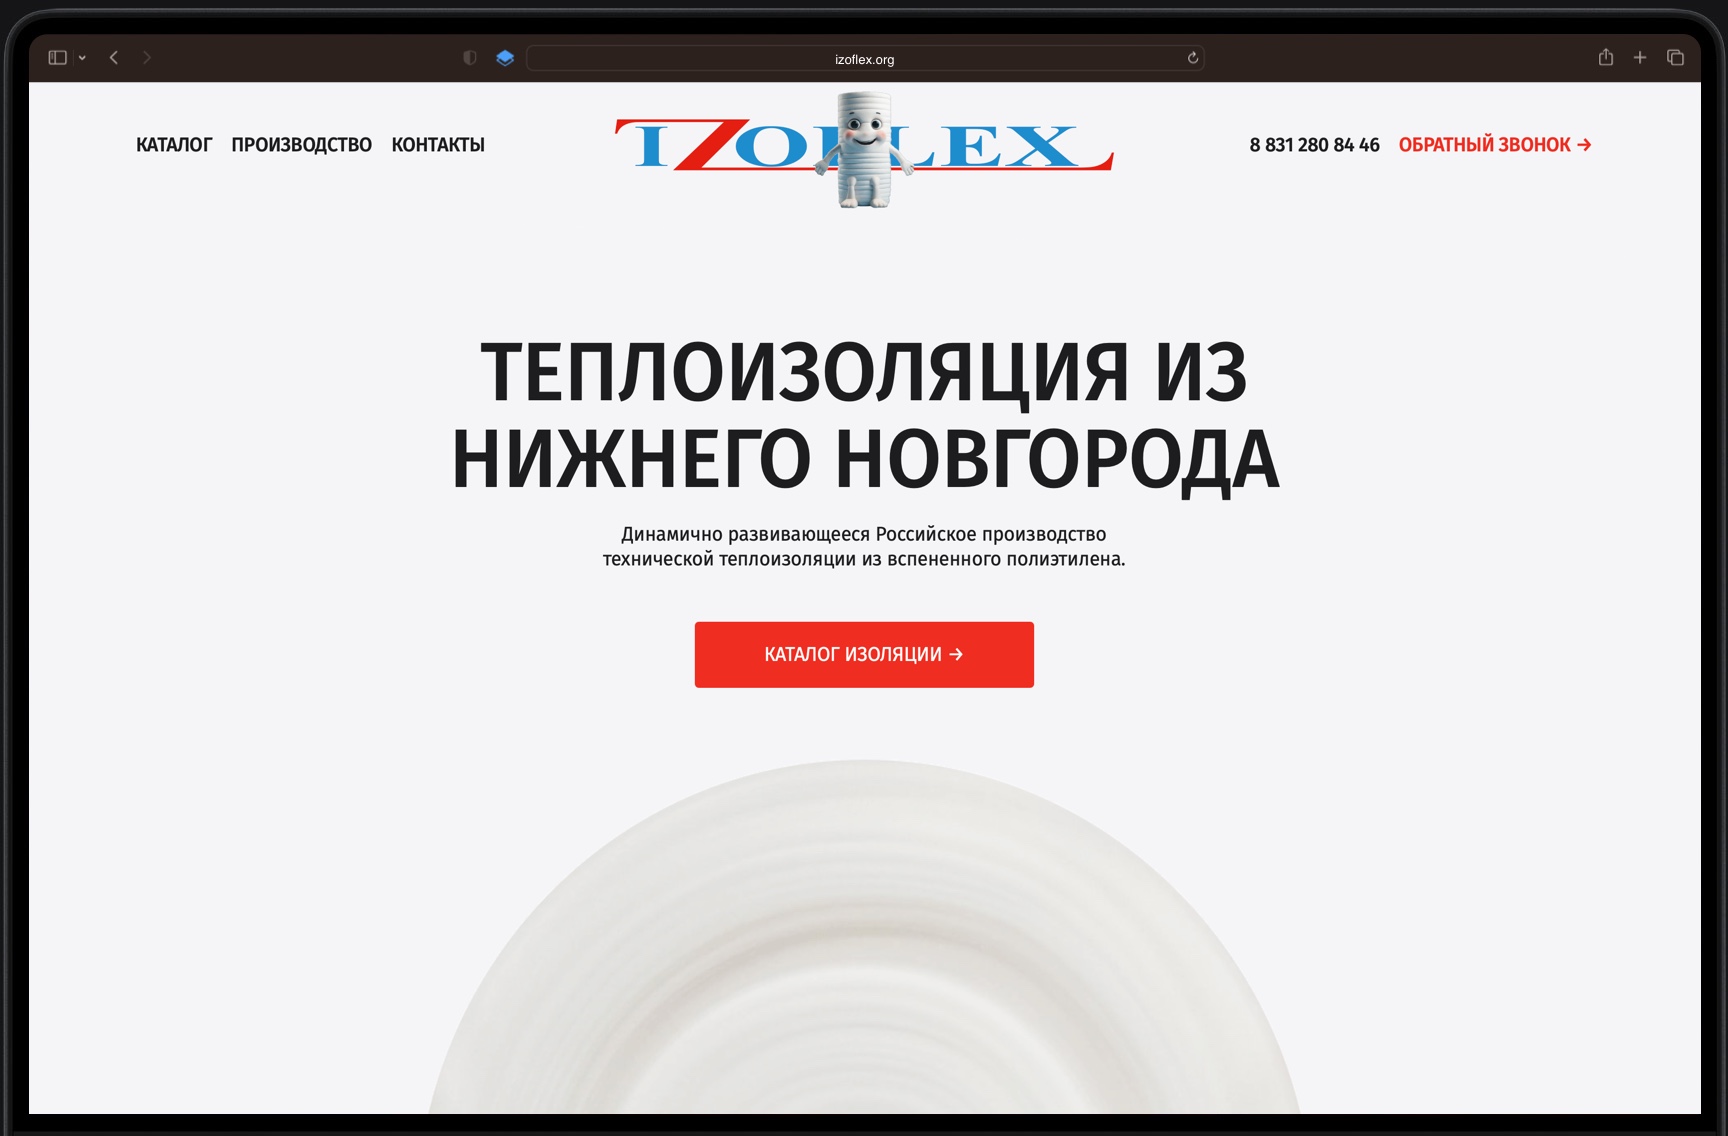 izoflex.org
КАТАЛОГ ПРОИЗВОДСТВО КОНТАКТЫ
IZOFLEX
8 831 280 84 46 ОБРАТНЫЙ ЗВОНОК →
ТЕПЛОИЗОЛЯЦИЯ ИЗ
НИЖНЕГО НОВГОРОДА
Динамично развивающееся Российское производство
технической теплоизоляции из вспененного полиэтилена.
КАТАЛОГ ИЗОЛЯЦИИ →